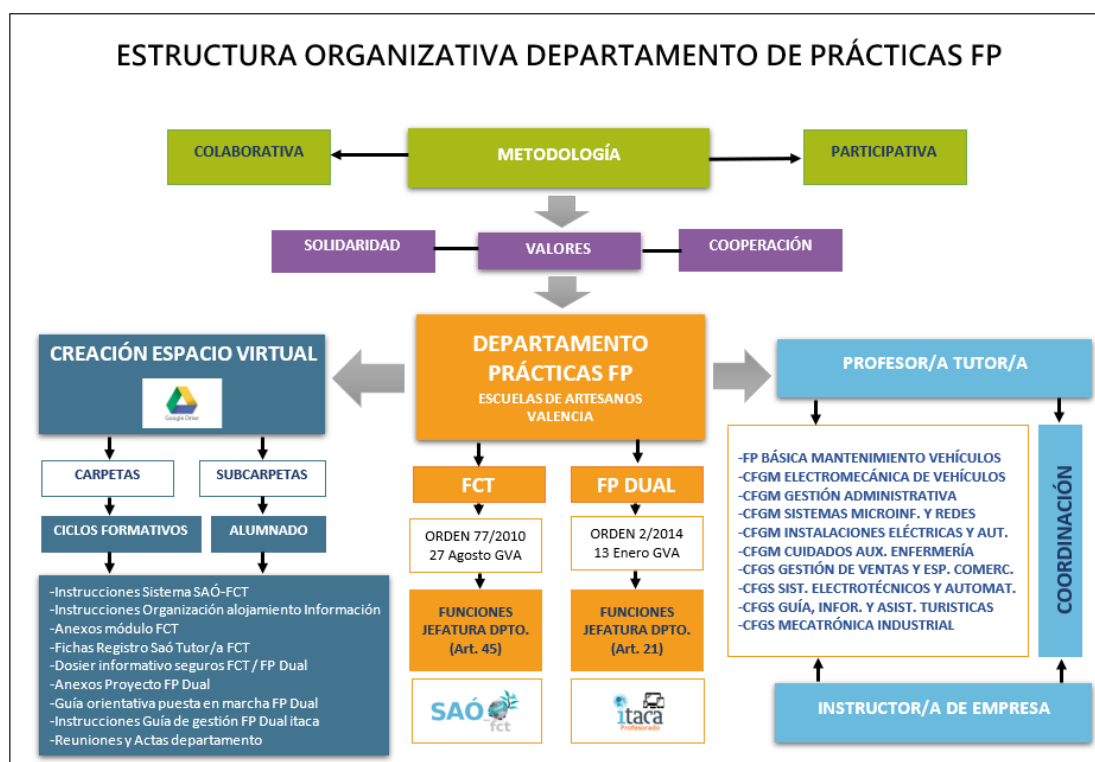 ESTRUCTURA ORGANIZATIVA DEPARTAMENTO DE PRÁCTICAS FP
COLABORATIVA
METODOLOGÍA
PARTICIPATIVA
SOLIDARIDAD
VALORES
COOPERACIÓN
CREACIÓN ESPACIO VIRTUAL
Google Drive
CARPETAS
SUBCARPETAS
CICLOS FORMATIVOS
ALUMNADO
-Instrucciones Sistema SAÓ-FCT
-Instrucciones Organización alojamiento Información
-Anexos módulo FCT
-Fichas Registro Saó Tutor/a FCT
-Dosier informativo seguros FCT / FP Dual
-Anexos Proyecto FP Dual
-Guía orientativa puesta en marcha FP Dual
-Instrucciones Guía de gestión FP Dual itaca
-Reuniones y Actas departamento
DEPARTAMENTO
PRÁCTICAS FP
ESCUELAS DE ARTESANOS
VALENCIA
FCT
ORDEN 77/2010
27 Agosto GVA
FUNCIONES
JEFATURA DPTO.
(Art. 45)
SAÓ
fct
FP DUAL
ORDEN 2/2014
13 Enero GVA
FUNCIONES
JEFATURA DPTO.
(Art. 21)
itaca
Profesorado
PROFESOR/A TUTOR/A
-FP BÁSICA MANTENIMIENTO VEHÍCULOS
-CFGM ELECTROMECÁNICA DE VEHÍCULOS
-CFGM GESTIÓN ADMINISTRATIVA
-CFGM SISTEMAS MICROINF. Y REDES
-CFGM INSTALACIONES ELÉCTRICAS Y AUT.
-CFGM CUIDADOS AUX. ENFERMERÍA
-CFGS GESTIÓN DE VENTAS Y ESP. COMERC.
-CFGS SIST. ELECTROTÉCNICOS Y AUTOMAT.
-CFGS GUÍA, INFOR. Y ASIST. TURISTICAS
-CFGS MECATRÓNICA INDUSTRIAL
COORDINACIÓN
INSTRUCTOR/A DE EMPRESA